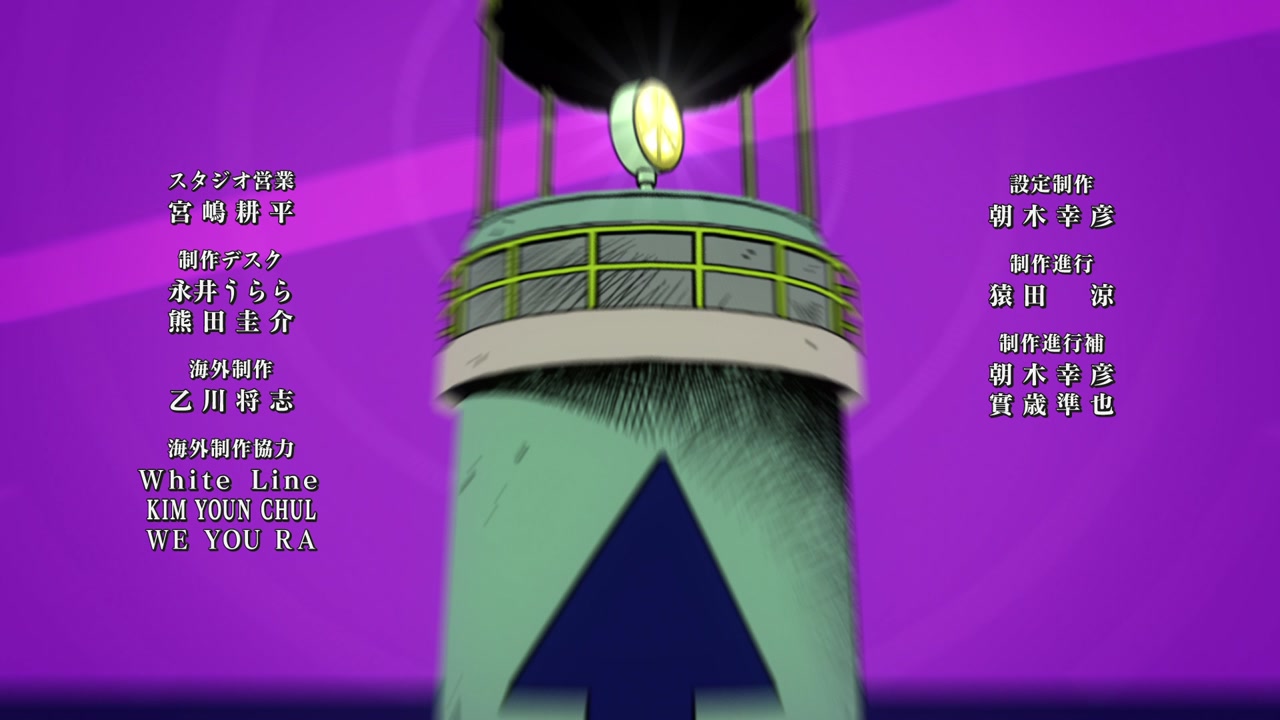 スタジオ営業
宮嶋耕平
制作デスク
永井うらら
熊田圭介
海外制作
乙川将志
海外制作協力
White Line
KIM YOUN CHUL
WE YOU RA
設定制作
朝木幸彦
制作進行
猿田 涼
制作進行補
朝木幸彦
實歳準也